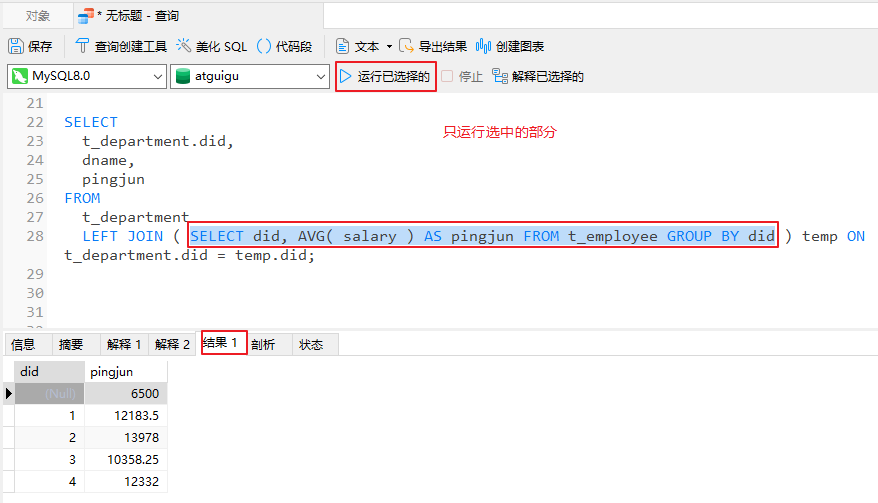 对象 * 无标题 - 查询
保存 查询创建工具 美化 SQL () 代码段 文本 导出结果 创建图表
MySQL8.0 atguigu 运行已选择的 停止 解释已选择的
21
22 SELECT 只运行选中的部分
23 t_department.did,
24 dname,
25 pingjun
26 FROM
27 t_department
28 LEFT JOIN ( SELECT did, AVG( salary ) AS pingjun FROM t_employee GROUP BY did ) temp ON
t_department.did = temp.did;
29
30
31
信息 摘要 解释 1 解释 2 结果 1 剖析 状态
did pingjun
(Null) 6500
1 12183.5
2 13978
3 10358.25
4 12332